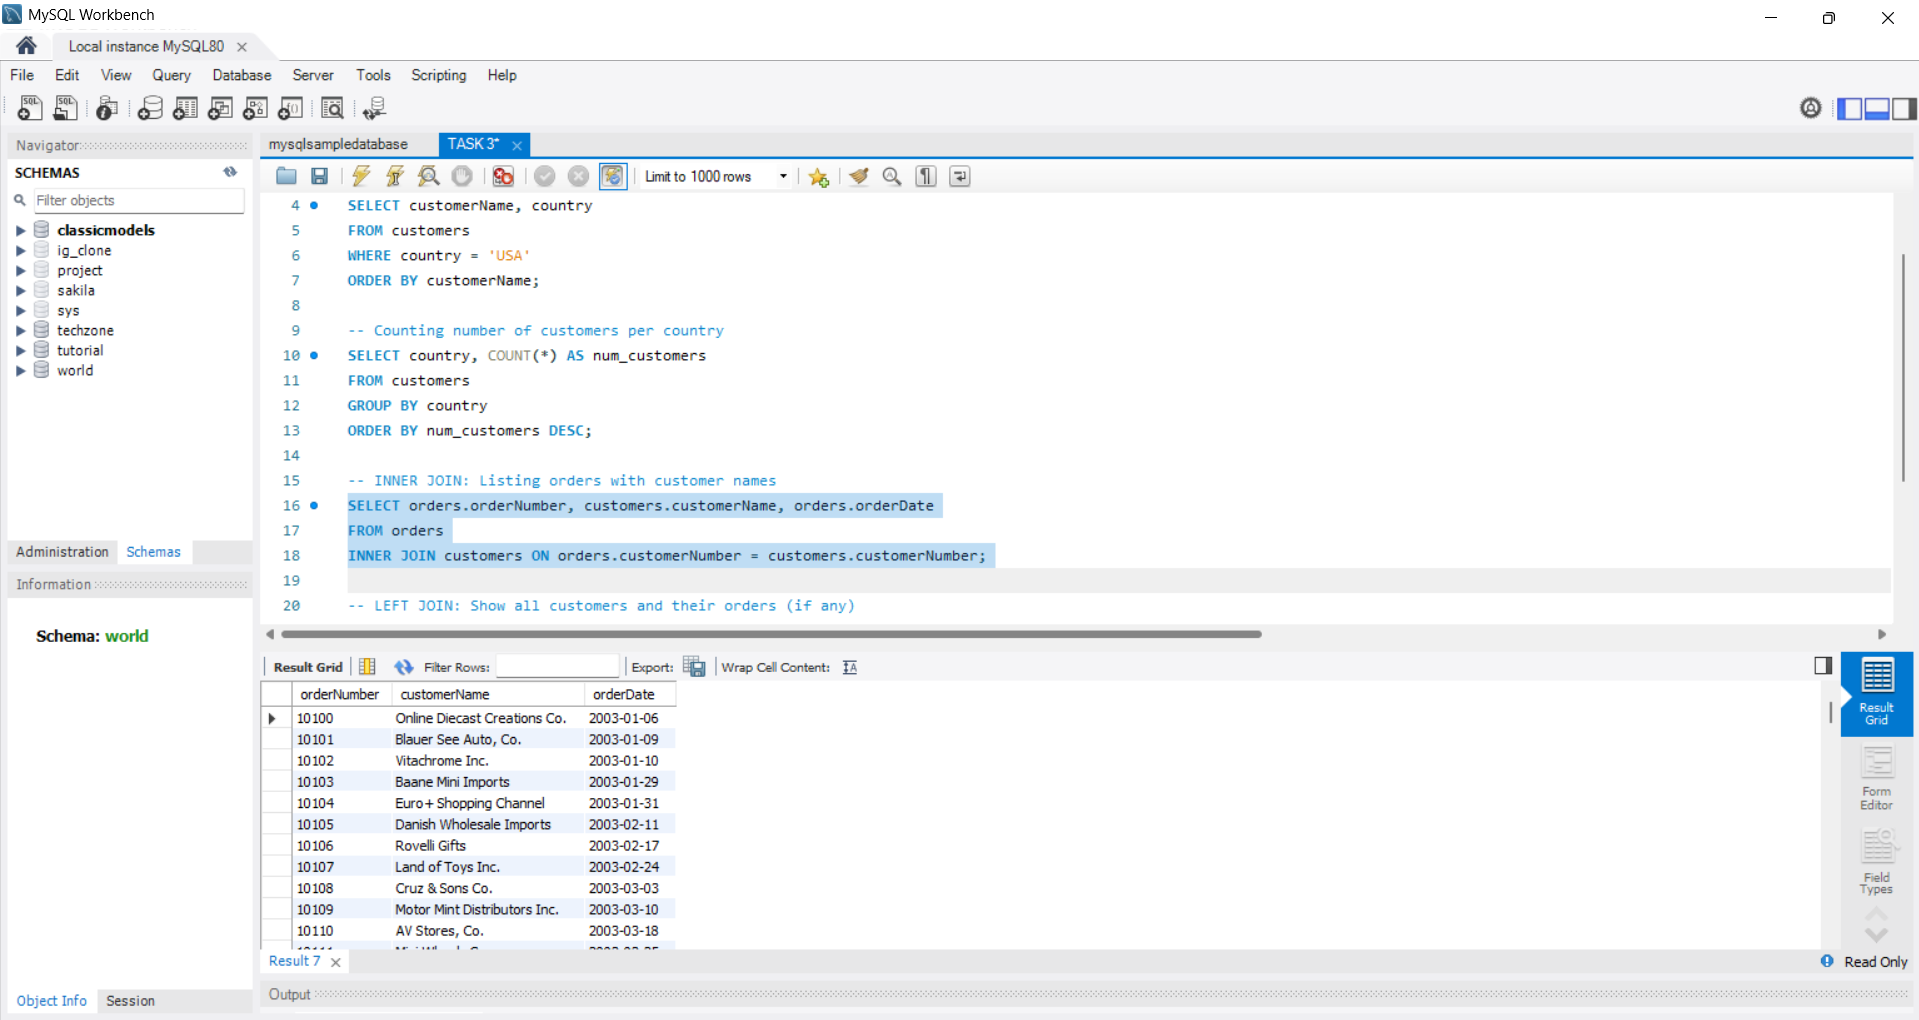 MySQL Workbench
Local instance MySQL80
File Edit View Query Database Server Tools Scripting Help
Navigator
SCHEMAS
Filter objects
classicmodels
ig_clone
project
sakila
sys
techzone
tutorial
world
Administration Schemas
Information
Schema: world
Object Info Session
mysqlsampledatabase TASK 3*
Limit to 1000 rows
4 SELECT customerName, country
5 FROM customers
6 WHERE country = 'USA'
7 ORDER BY customerName;
8
9 -- Counting number of customers per country
10 SELECT country, COUNT(*) AS num_customers
11 FROM customers
12 GROUP BY country
13 ORDER BY num_customers DESC;
14
15 -- INNER JOIN: Listing orders with customer names
16 SELECT orders.orderNumber, customers.customerName, orders.orderDate
17 FROM orders
18 INNER JOIN customers ON orders.customerNumber = customers.customerNumber;
19
20 -- LEFT JOIN: Show all customers and their orders (if any)
Result Grid Filter Rows: Export: Wrap Cell Content:
orderNumber customerName orderDate
10100 Online Diecast Creations Co. 2003-01-06
10101 Blauer See Auto, Co. 2003-01-09
10102 Vitachrome Inc. 2003-01-10
10103 Baane Mini Imports 2003-01-29
10104 Euro+ Shopping Channel 2003-01-31
10105 Danish Wholesale Imports 2003-02-11
10106 Rovelli Gifts 2003-02-17
10107 Land of Toys Inc. 2003-02-24
10108 Cruz & Sons Co. 2003-03-03
10109 Motor Mint Distributors Inc. 2003-03-10
10110 AV Stores, Co. 2003-03-18
Result
Grid
Form
Editor
Field
Types
Result 7
Read Only
Output